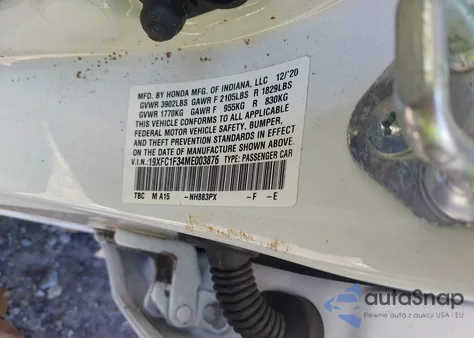 MFD. BY HONDA MFG. OF INDIANA, LLC 12/'20
GVWR 3902LBS GAWR F 2105LBS R 1829LBS
GVWR 1770KG GAWR F 955KG R 830KG
THIS VEHICLE CONFORMS TO ALL APPLICABLE
FEDERAL MOTOR VEHICLE SAFETY, BUMPER,
AND THEFT PREVENTION STANDARDS IN EFFECT
ON THE DATE OF MANUFACTURE SHOWN ABOVE.
V.I.N.:19XFC1F34ME003876 TYPE: PASSENGER CAR
TBC M A15 -NH883PX -F -E
autoSnap
Pewne auta z aukcji USA i EU